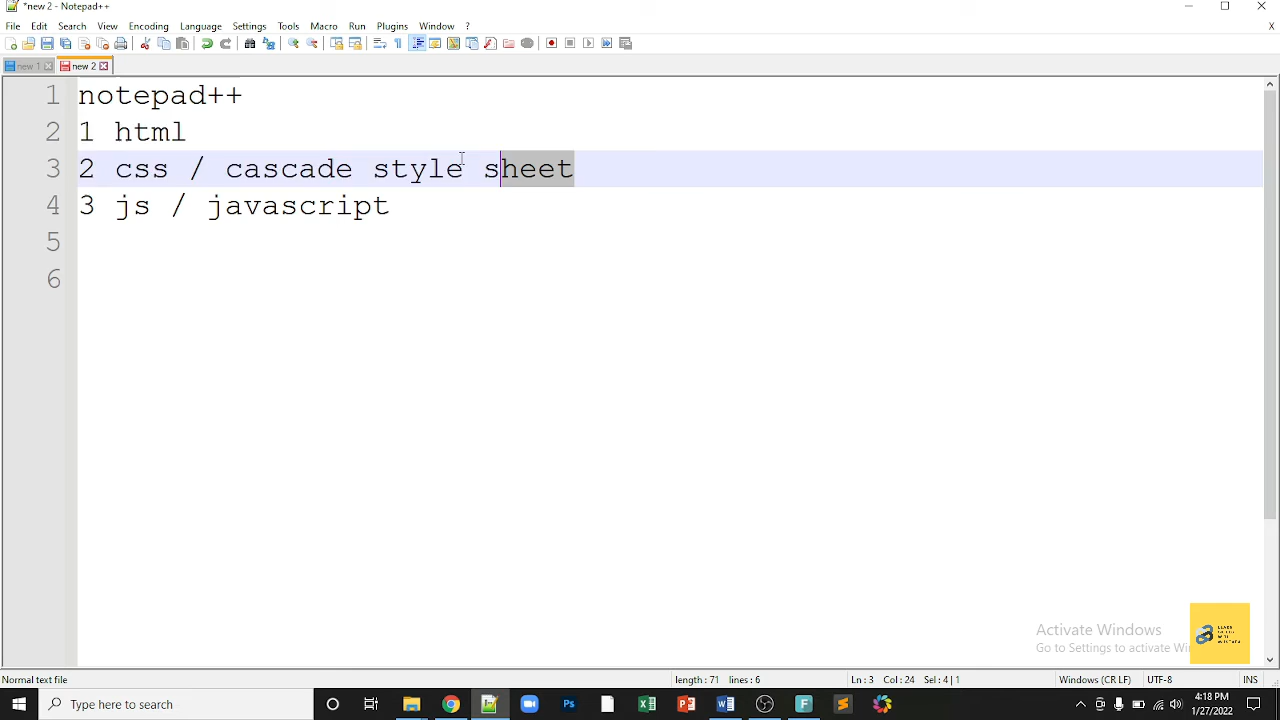 *new 2 - Notepad++
File Edit Search View Encoding Language Settings Tools Macro Run Plugins Window ?
new 1 new 2
1 notepad++
2 1 html
3 2 css / cascade style sheet
4 3 js / javascript
5
6
Activate Windows
Go to Settings to activate Wi
Normal text file length: 71 lines: 6 Ln: 3 Col: 24 Sel: 4 | 1 Windows (CR LF) UTF-8 INS
Type here to search
4:18 PM
1/27/2022